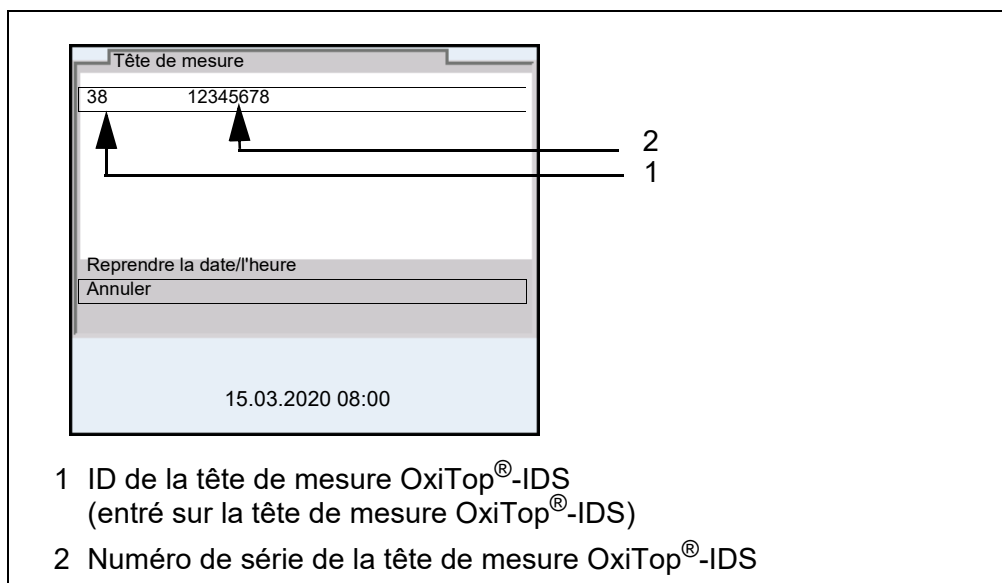 Tête de mesure
38 12345678
2
1
Reprendre la date/l'heure
Annuler
15.03.2020 08:00
1 ID de la tête de mesure OxiTop®-IDS
(entré sur la tête de mesure OxiTop®-IDS)
2 Numéro de série de la tête de mesure OxiTop®-IDS